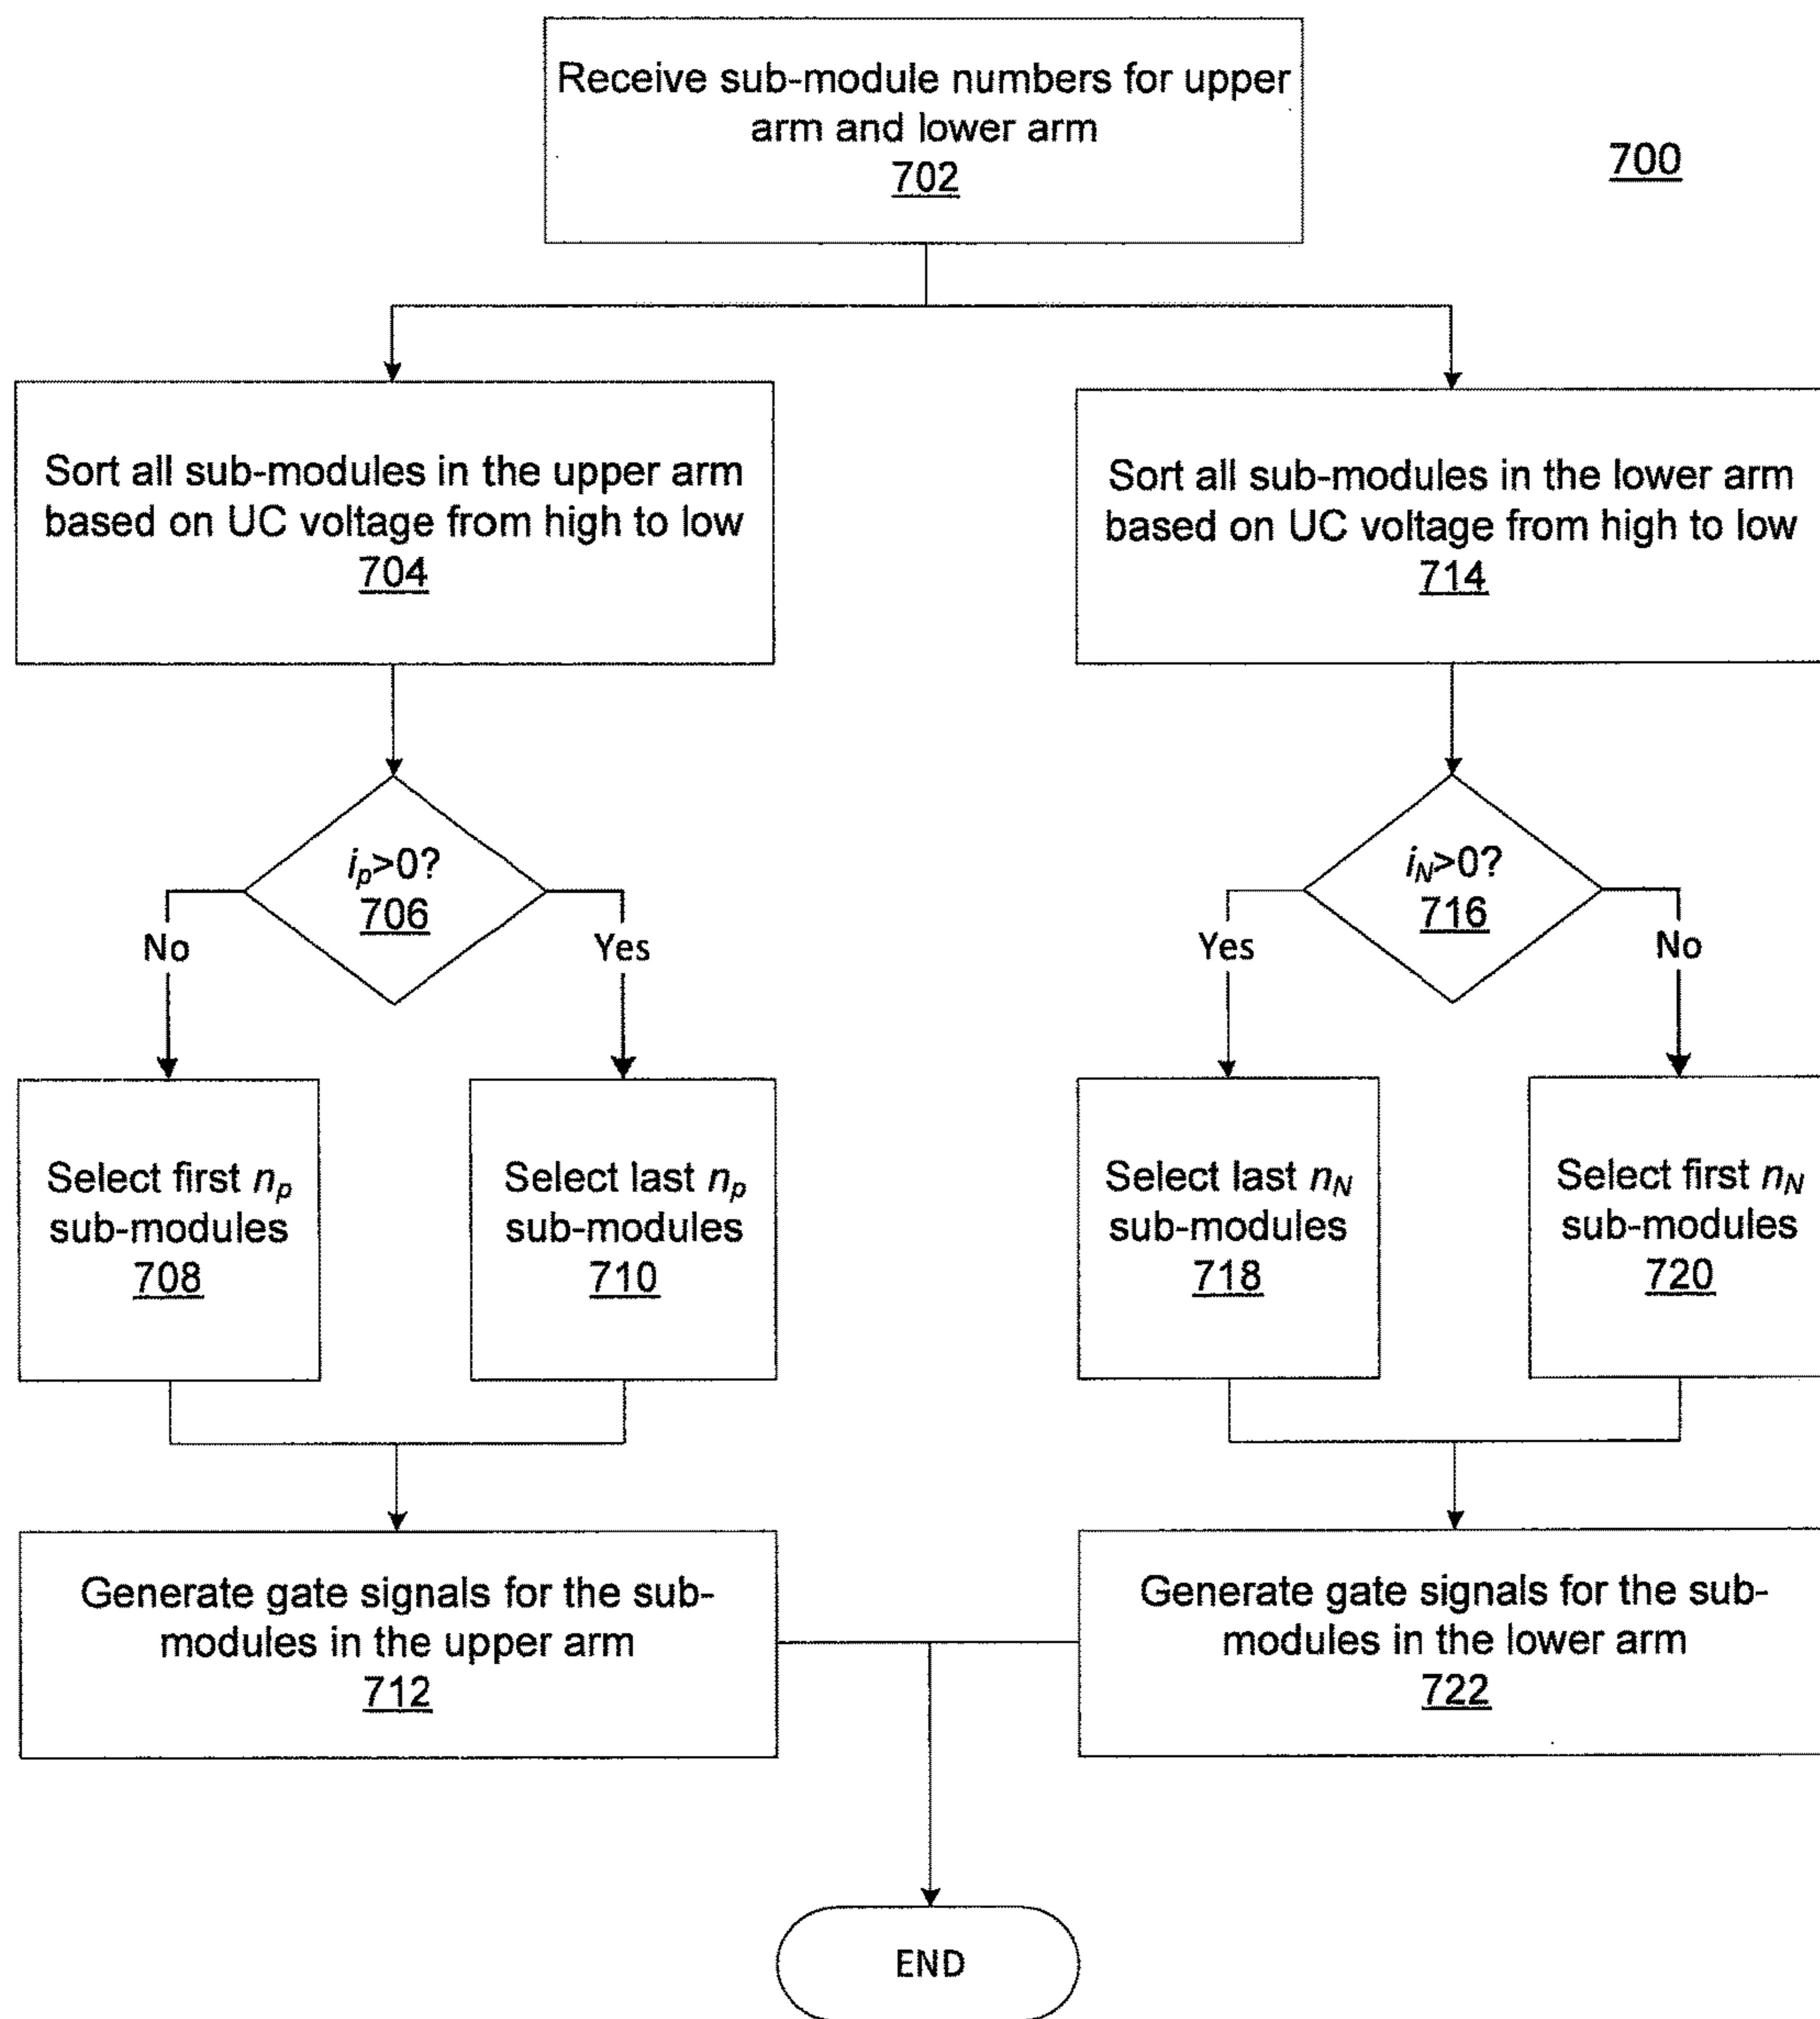 Receive sub-module numbers for upper
arm and lower arm
702
700
Sort all sub-modules in the upper arm
based on UC voltage from high to low
704
Sort all sub-modules in the lower arm
based on UC voltage from high to low
714
ip>0?
706
No
Yes
iN>0?
716
Yes
No
Select first np
sub-modules
708
Select last np
sub-modules
710
Select last nN
sub-modules
718
Select first nN
sub-modules
720
Generate gate signals for the sub-
modules in the upper arm
712
Generate gate signals for the sub-
modules in the lower arm
722
END